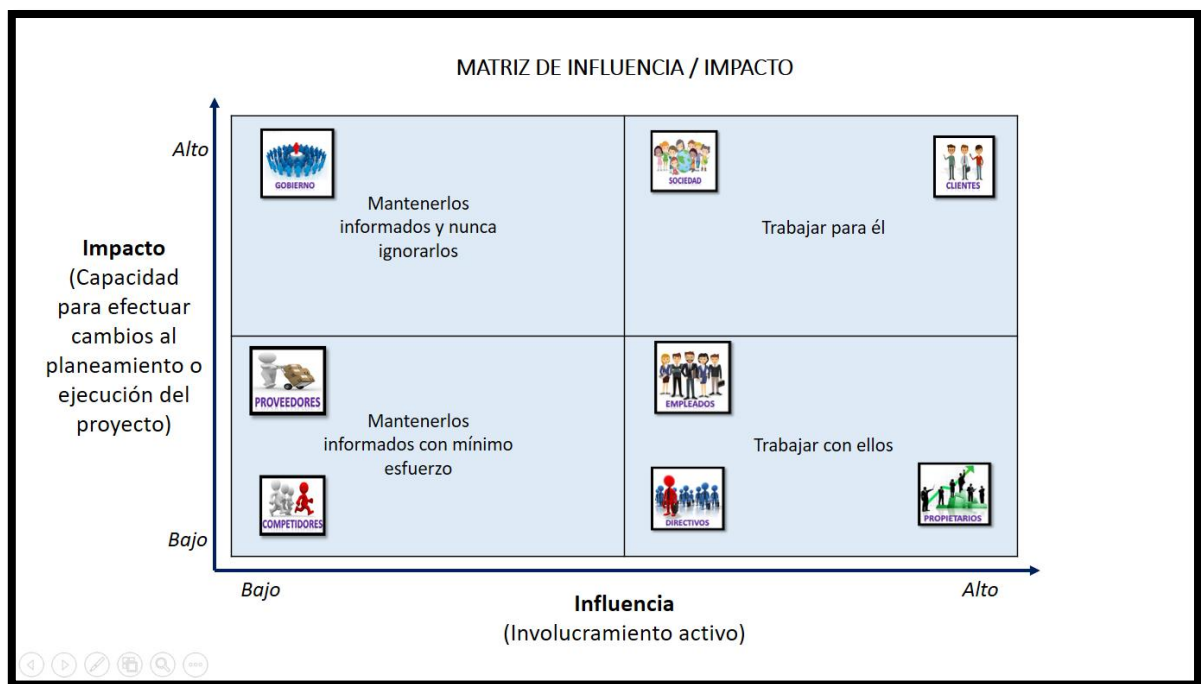 MATRIZ DE INFLUENCIA / IMPACTO
Alto
GOBIERNO
Mantenerlos
informados y nunca
ignorarlos
SOCIEDAD
CLIENTES
Trabajar para él
Impacto
(Capacidad
para efectuar
cambios al
planeamiento o
ejecución del
proyecto)
PROVEEDORES
Mantenerlos
informados con mínimo
esfuerzo
COMPETIDORES
EMPLEADOS
Trabajar con ellos
DIRECTIVOS
PROPIETARIOS
Bajo
Bajo
Alto
Influencia
(Involucramiento activo)